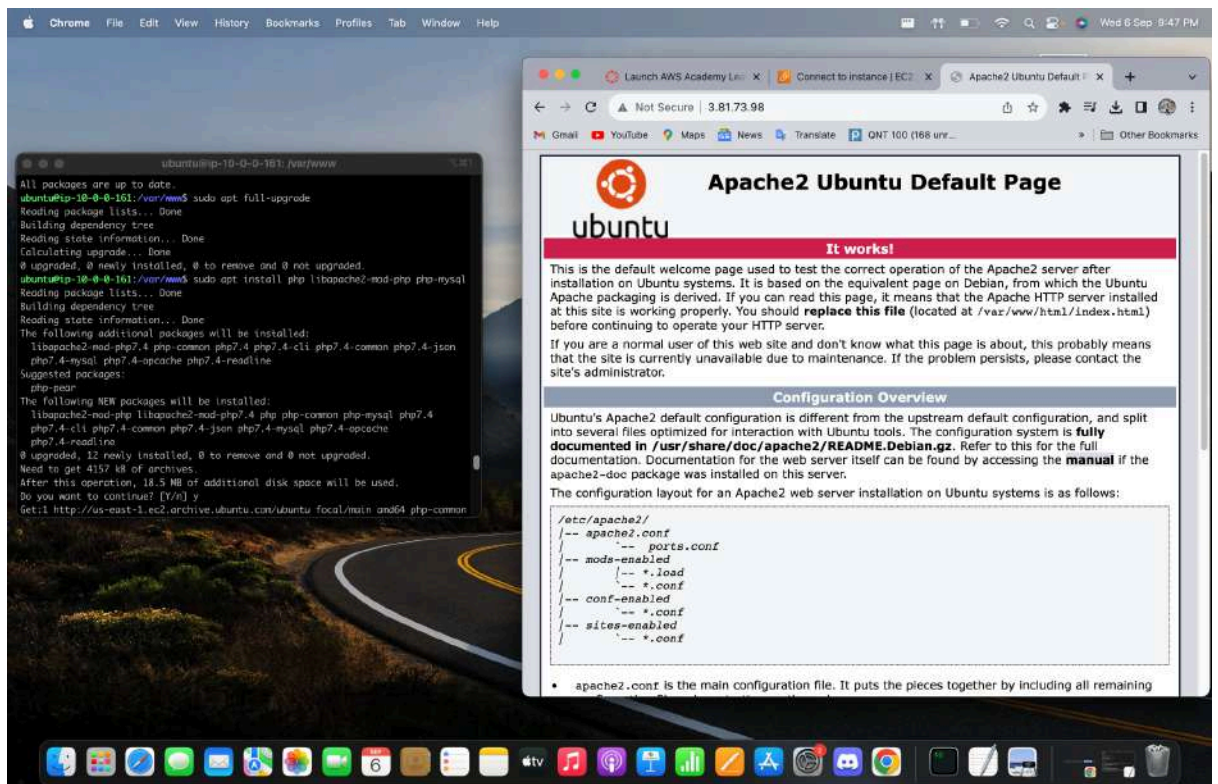 Chrome File Edit View History Bookmarks Profiles Tab Window Help
Wed 6 Sep 9:47 PM
ubuntu@ip-10-0-0-161: /var/www
All packages are up to date.
ubuntu@ip-10-0-0-161:/var/www$ sudo apt full-upgrade
Reading package lists... Done
Building dependency tree
Reading state information... Done
Calculating upgrade... Done
0 upgraded, 0 newly installed, 0 to remove and 0 not upgraded.
ubuntu@ip-10-0-0-161:/var/www$ sudo apt install php libapache2-mod-php php-mysql
Reading package lists... Done
Building dependency tree
Reading state information... Done
The following additional packages will be installed:
libapache2-mod-php7.4 php-common php7.4 php7.4-cli php7.4-common php7.4-json
php7.4-mysql php7.4-opcache php7.4-readline
Suggested packages:
php-pear
The following NEW packages will be installed:
libapache2-mod-php libapache2-mod-php7.4 php php-common php-mysql php7.4
php7.4-cli php7.4-common php7.4-json php7.4-mysql php7.4-opcache
php7.4-readline
0 upgraded, 12 newly installed, 0 to remove and 0 not upgraded.
Need to get 4157 kB of archives.
After this operation, 18.5 MB of additional disk space will be used.
Do you want to continue? [Y/n] y
Get:1 http://us-east-1.ec2.archive.ubuntu.com/ubuntu focal/main amd64 php-common
Launch AWS Academy Lea
Connect to instance | EC2
Apache2 Ubuntu Default P
Not Secure | 3.81.73.98
Gmail YouTube Maps News Translate QNT 100 (168 unr... » Other Bookmarks
ubuntu
Apache2 Ubuntu Default Page
It works!
This is the default welcome page used to test the correct operation of the Apache2 server after
installation on Ubuntu systems. It is based on the equivalent page on Debian, from which the Ubuntu
Apache packaging is derived. If you can read this page, it means that the Apache HTTP server installed
at this site is working properly. You should replace this file (located at /var/www/html/index.html)
before continuing to operate your HTTP server.
If you are a normal user of this web site and don't know what this page is about, this probably means
that the site is currently unavailable due to maintenance. If the problem persists, please contact the
site's administrator.
Configuration Overview
Ubuntu's Apache2 default configuration is different from the upstream default configuration, and split
into several files optimized for interaction with Ubuntu tools. The configuration system is fully
documented in /usr/share/doc/apache2/README.Debian.gz. Refer to this for the full
documentation. Documentation for the web server itself can be found by accessing the manual if the
apache2-doc package was installed on this server.
The configuration layout for an Apache2 web server installation on Ubuntu systems is as follows:
/etc/apache2/
|-- apache2.conf
|       `--  ports.conf
|-- mods-enabled
|       |-- *.load
|       `-- *.conf
|-- conf-enabled
|       `-- *.conf
|-- sites-enabled
|       `-- *.conf
• apache2.conf is the main configuration file. It puts the pieces together by including all remaining
SEP
6
tv